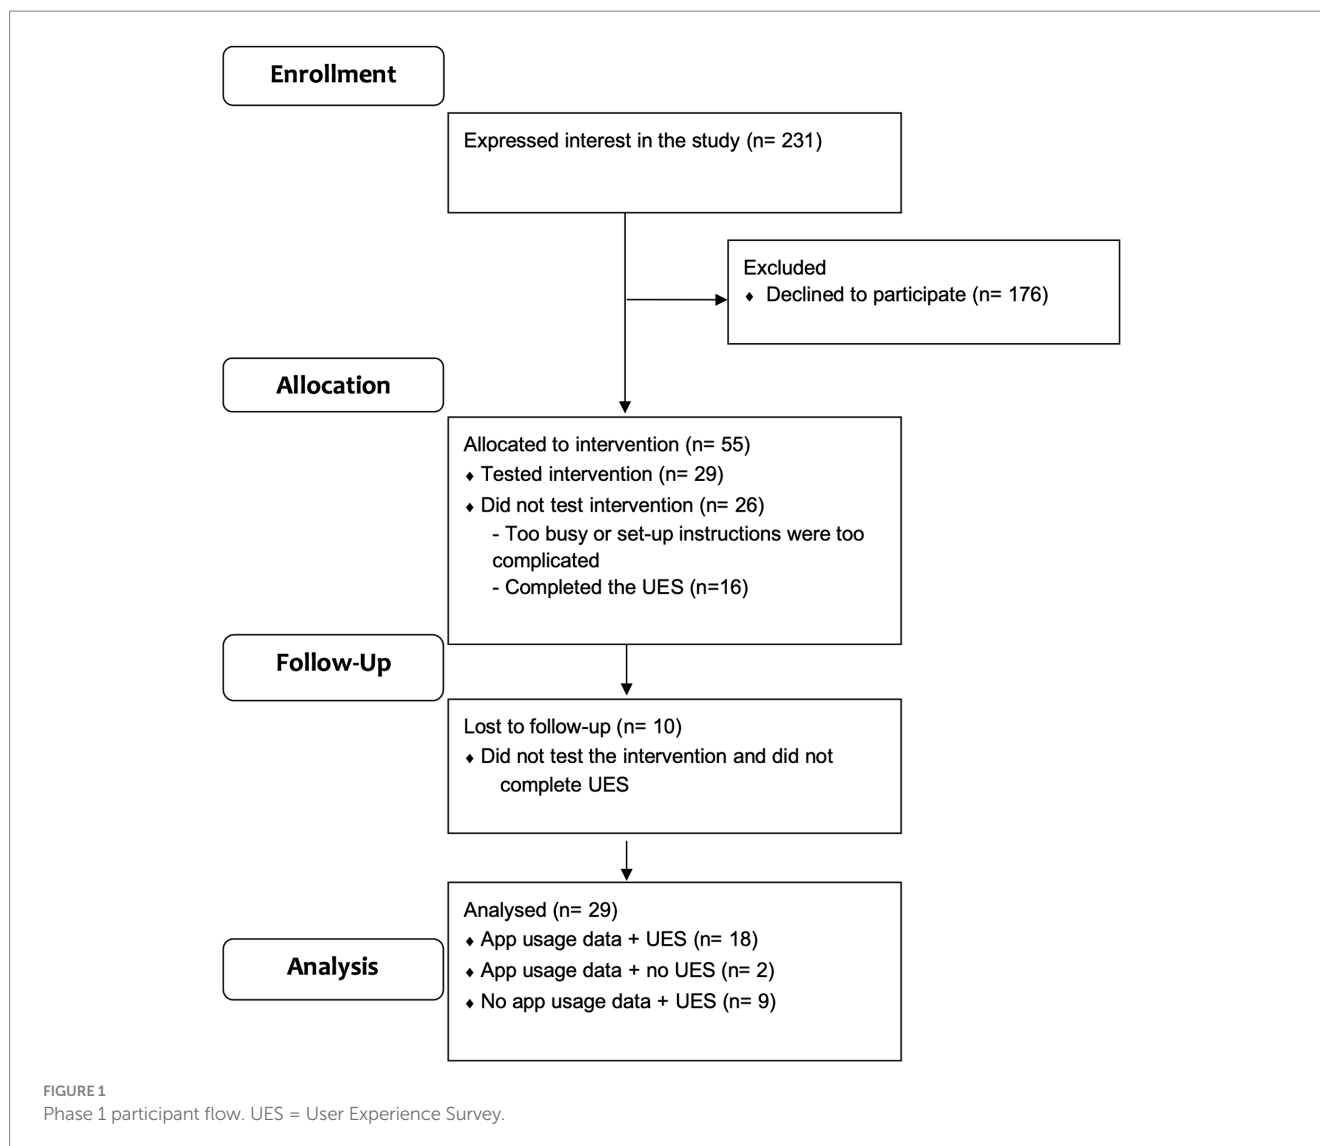 Enrollment
Expressed interest in the study (n= 231)
Excluded
♦ Declined to participate (n= 176)
Allocation
Allocated to intervention (n= 55)
♦ Tested intervention (n= 29)
♦ Did not test intervention (n= 26)
- Too busy or set-up instructions were too
complicated
- Completed the UES (n=16)
Follow-Up
Lost to follow-up (n= 10)
♦ Did not test the intervention and did not
complete UES
Analysis
Analysed (n= 29)
♦ App usage data + UES (n= 18)
♦ App usage data + no UES (n= 2)
♦ No app usage data + UES (n= 9)
FIGURE 1
Phase 1 participant flow. UES = User Experience Survey.